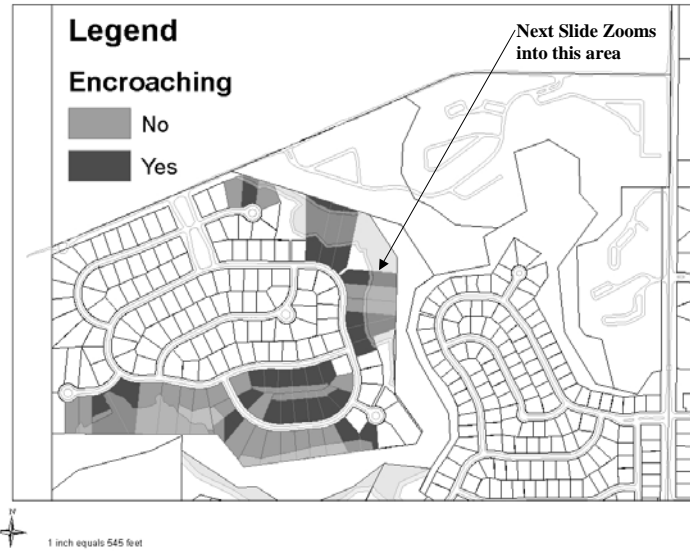 Legend
Next Slide Zooms
into this area
Encroaching
No
Yes
N
1 inch equals 545 feet